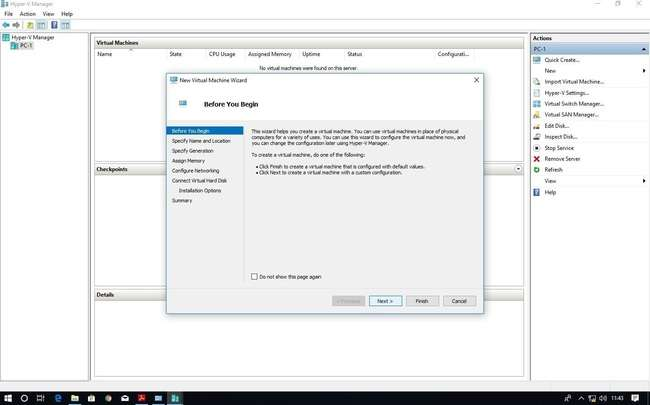 Hyper-V Manager
File Action View Help
Hyper-V Manager
PC-1
Virtual Machines
Name State CPU Usage Assigned Memory Uptime Status Configurati...
No virtual machines were found on this server.
Checkpoints
Details
New Virtual Machine Wizard
Before You Begin
Before You Begin
Specify Name and Location
Specify Generation
Assign Memory
Configure Networking
Connect Virtual Hard Disk
Installation Options
Summary
This wizard helps you create a virtual machine. You can use virtual machines in place of physical
computers for a variety of uses. You can use this wizard to configure the virtual machine now, and
you can change the configuration later using Hyper-V Manager.
To create a virtual machine, do one of the following:
• Click Finish to create a virtual machine that is configured with default values.
• Click Next to create a virtual machine with a custom configuration.
Do not show this page again
< Previous Next > Finish Cancel
Actions
PC-1
Quick Create...
New
Import Virtual Machine...
Hyper-V Settings...
Virtual Switch Manager...
Virtual SAN Manager...
Edit Disk...
Inspect Disk...
Stop Service
Remove Server
Refresh
View
Help
11:43